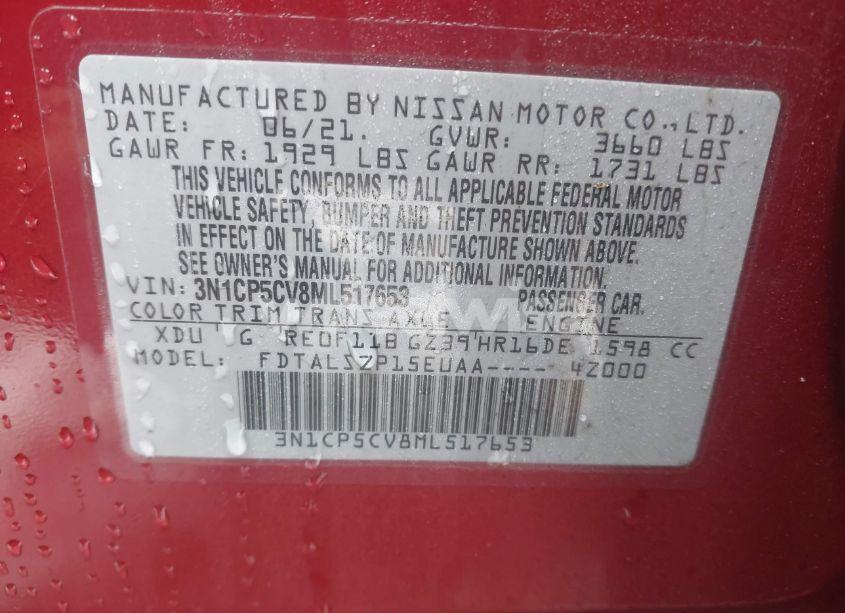 MANUFACTURED BY NISSAN MOTOR CO.,LTD.
DATE: 06/21. GVWR: 3660 LBS
GAWR FR: 1929 LBS GAWR RR: 1731 LBS
THIS VEHICLE CONFORMS TO ALL APPLICABLE FEDERAL MOTOR
VEHICLE SAFETY, BUMPER AND THEFT PREVENTION STANDARDS
IN EFFECT ON THE DATE OF MANUFACTURE SHOWN ABOVE.
SEE OWNER'S MANUAL FOR ADDITIONAL INFORMATION.
VIN: 3N1CP5CV8ML517653 PASSENGER CAR.
COLOR TRIM TRANS AXLE ENGINE
XDU G RE0F11B GZ39 HR16DE 1598 CC
MODEL: FDTALSZP15EUAA---- 4Z000
3N1CP5CV8ML517653